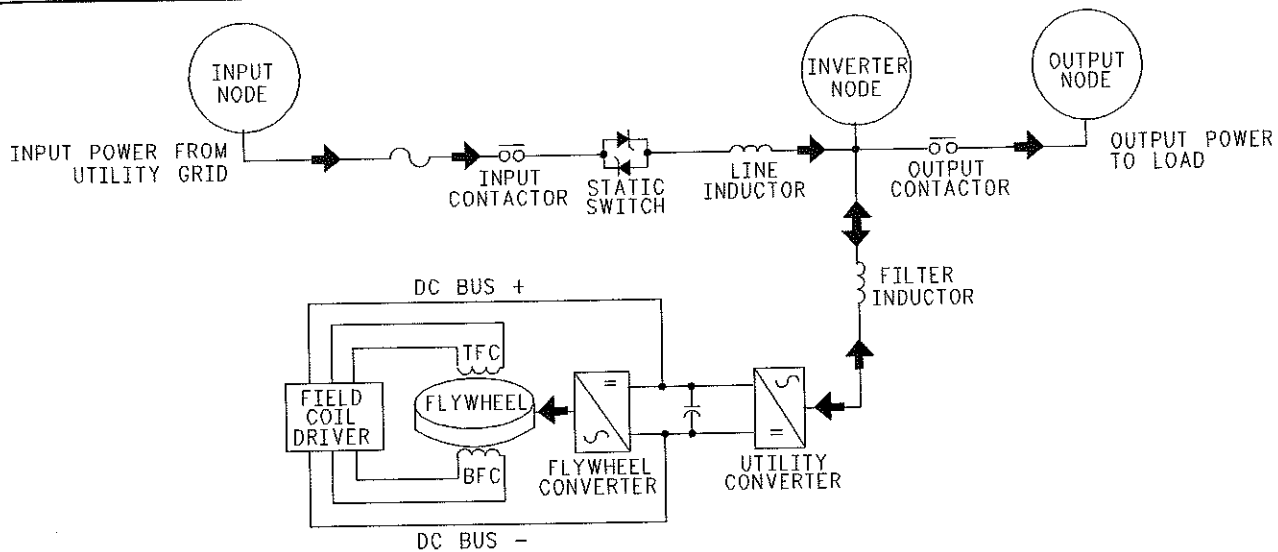 INPUT
NODE
INVERTER
NODE
OUTPUT
NODE
INPUT POWER FROM
UTILITY GRID
INPUT
CONTACTOR
STATIC
SWITCH
LINE
INDUCTOR
OUTPUT
CONTACTOR
OUTPUT POWER
TO LOAD
FILTER
INDUCTOR
DC BUS +
TFC
FIELD
COIL
DRIVER
FLYWHEEL
BFC
FLYWHEEL
CONVERTER
UTILITY
CONVERTER
DC BUS -